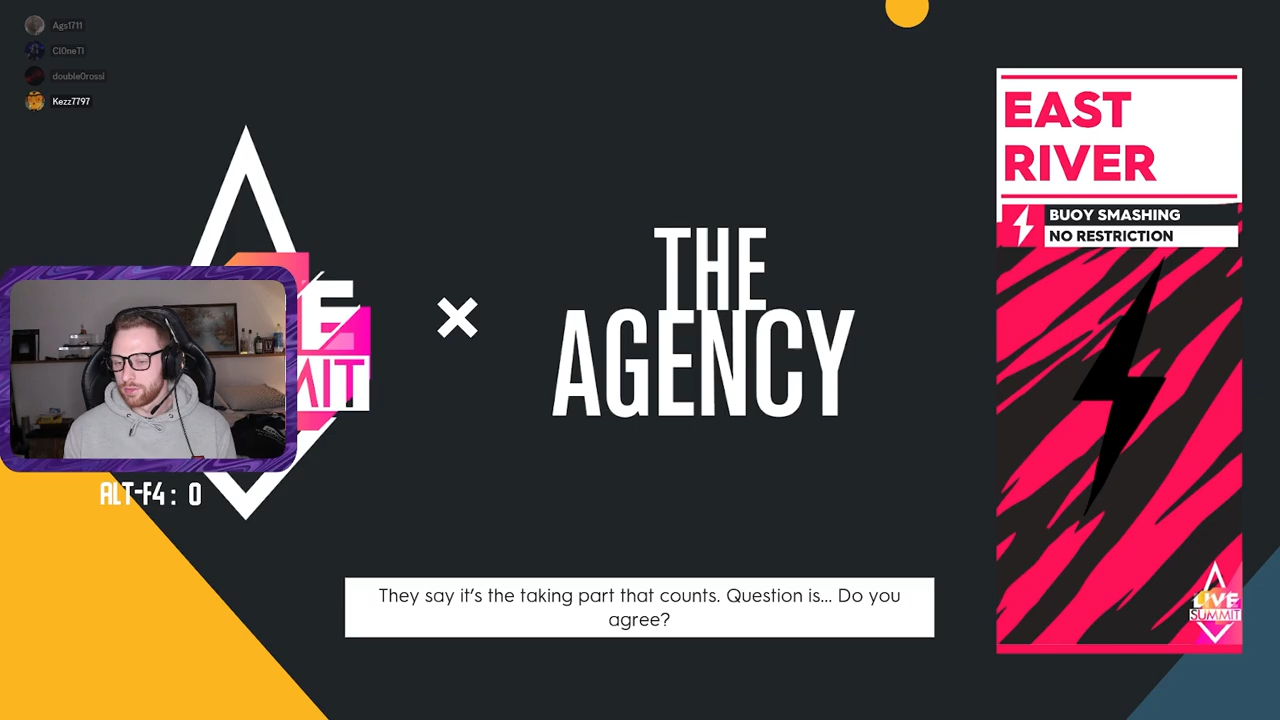 Ags1711
Cl0neTI
double0rossi
Kezz7797
EAST
RIVER
BUOY SMASHING
NO RESTRICTION
THE
AGENCY
ALT-F4: 0
They say it's the taking part that counts. Question is... Do you
agree?
LIVE
SUMMIT